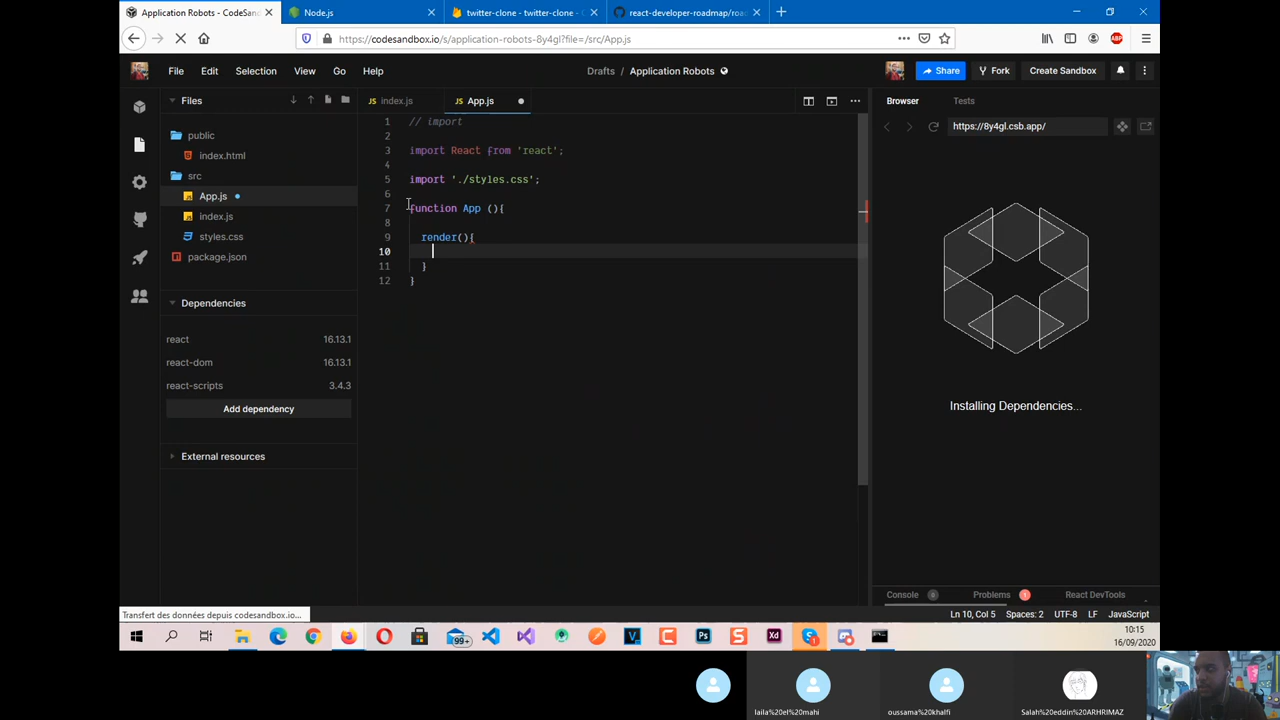 Application Robots - CodeSan
Node.js
twitter-clone - twitter-clone -
react-developer-roadmap/road
https://codesandbox.io/s/application-robots-8y4gl?file=/src/App.js
File Edit Selection View Go Help
Drafts / Application Robots
Share
Fork
Create Sandbox
Files
index.js
App.js
Browser
Tests
https://8y4gl.csb.app/
public
index.html
src
App.js
index.js
styles.css
package.json
Dependencies
react 16.13.1
react-dom 16.13.1
react-scripts 3.4.3
Add dependency
External resources
1 // import
2
3 import React from 'react';
4
5 import './styles.css';
6
7 function App (){
8
9 render(){
10
11 }
12 }
Installing Dependencies...
Console 0
Problems 1
React DevTools
Transfert des données depuis codesandbox.io...
Ln 10, Col 5 Spaces: 2 UTF-8 LF JavaScript
99+
10:15
16/09/2020
laila%20el%20mahi
oussama%20khalfi
Salah%20eddin%20ARHRIMAZ